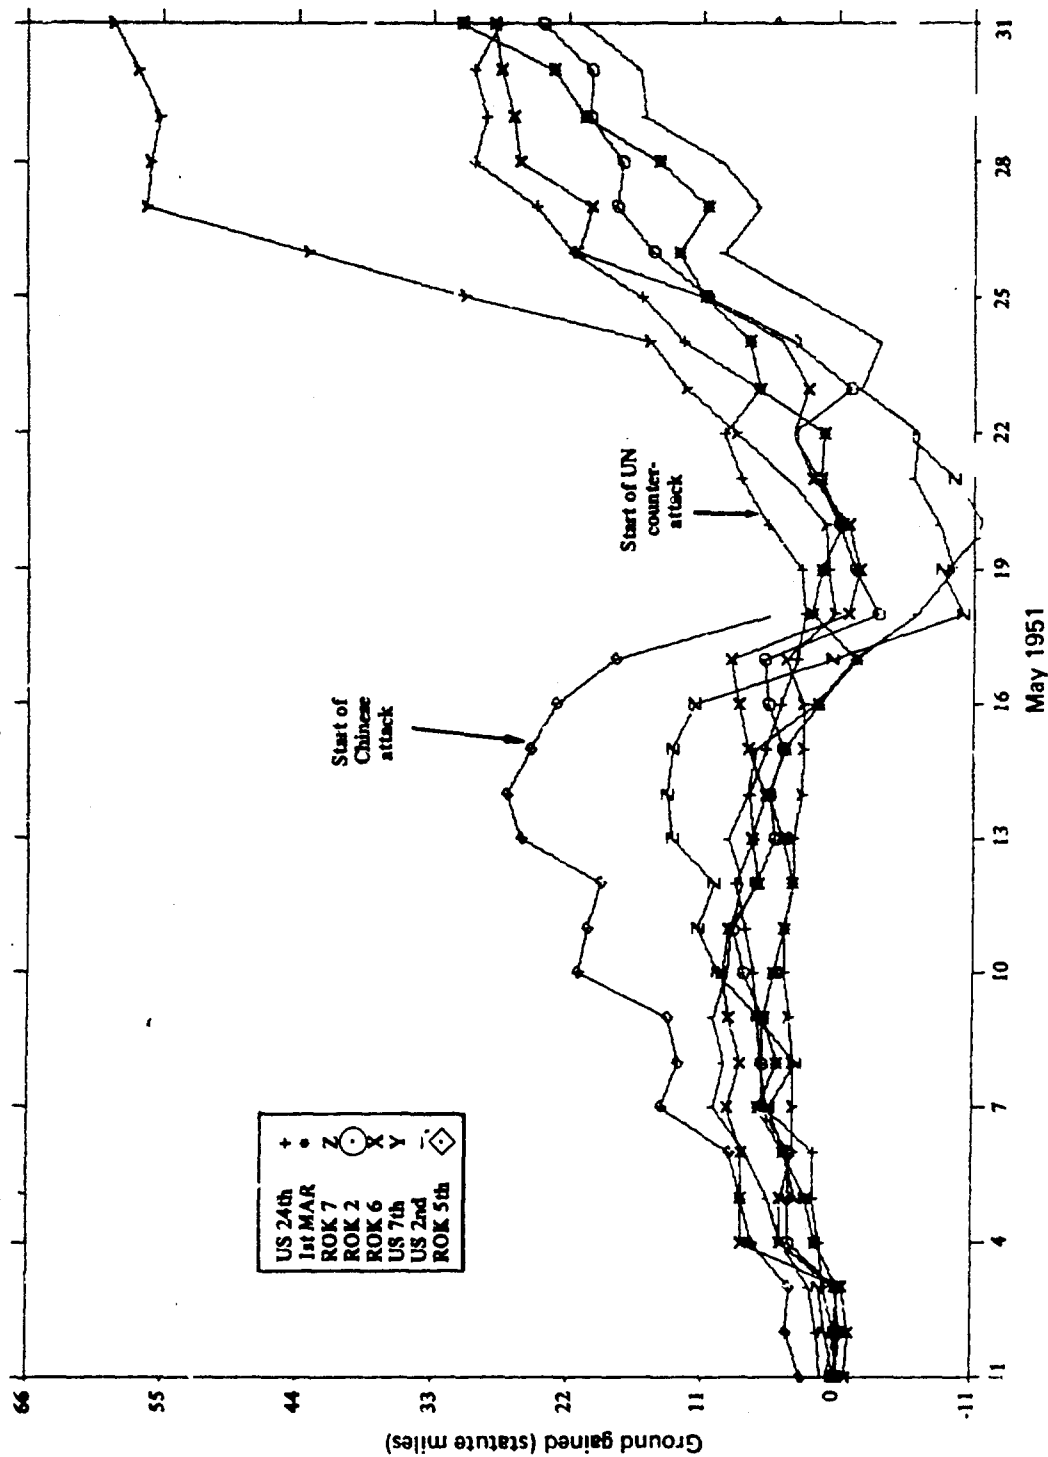 Ground gained (statute miles)
66
55
44
33
22
11
0
-11
US 24th +
1st MAR *
ROK 7 Z
ROK 2
ROK 6 X
US 7th Y
US 2nd
ROK 5th
Start of
Chinese
attack
Start of UN
counter-
attack
1 4 7 10 13 16 19 22 25 28 31
May 1951